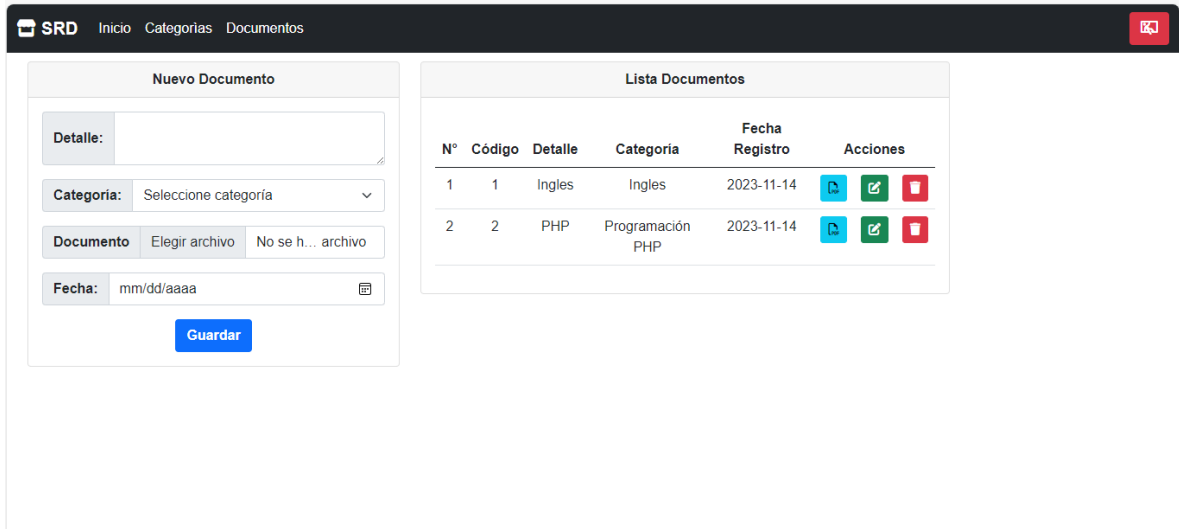 SRD Inicio Categorìas Documentos
Nuevo Documento
Detalle:
Categoría: Seleccione categoría
Documento Elegir archivo No se h... archivo
Fecha: mm/dd/aaaa
Guardar
Lista Documentos
N° Código Detalle Categoria Fecha Registro Acciones
1 1 Ingles Ingles 2023-11-14
2 2 PHP Programación PHP 2023-11-14